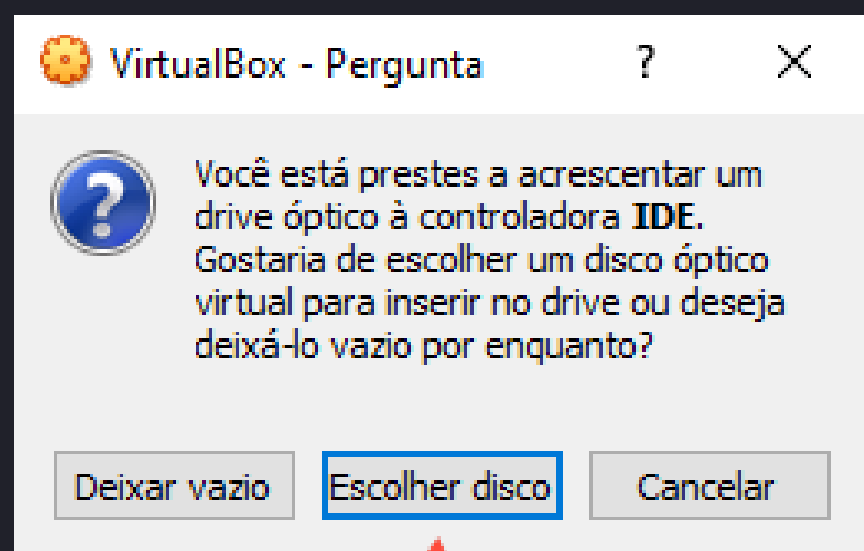 VirtualBox - Pergunta ?
Você está prestes a acrescentar um
drive óptico à controladora IDE.
Gostaria de escolher um disco óptico
virtual para inserir no drive ou deseja
deixá-lo vazio por enquanto?
Deixar vazio Escolher disco Cancelar